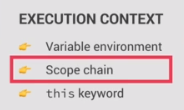 EXECUTION CONTEXT
👉 Variable environment
👉 Scope chain
👉 this keyword